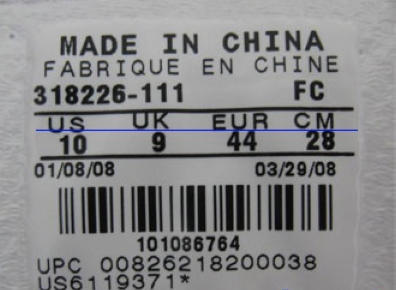 MADE IN CHINA
FABRIQUE EN CHINE
318226-111 FC
US UK EUR CM
10 9 44 28
01/08/08 03/29/08
101086764
UPC 00826218200038
US6119371*